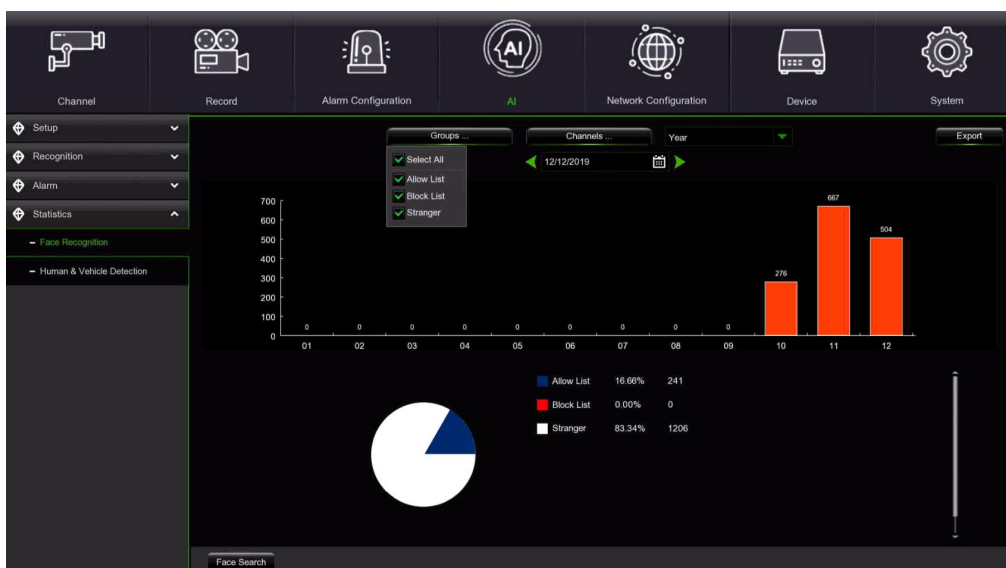 AI
Channel
Record
Alarm Configuration
AI
Network Configuration
Device
System
Setup
Recognition
Alarm
Statistics
Face Recognition
Human & Vehicle Detection
Groups ...
Channels ...
Year
Export
Select All
Allow List
Block List
Stranger
12/12/2019
700
600
500
400
300
200
100
0
0
0
0
0
0
0
0
0
0
276
667
504
01
02
03
04
05
06
07
08
09
10
11
12
Allow List 16.66% 241
Block List 0.00% 0
Stranger 83.34% 1206
Face Search